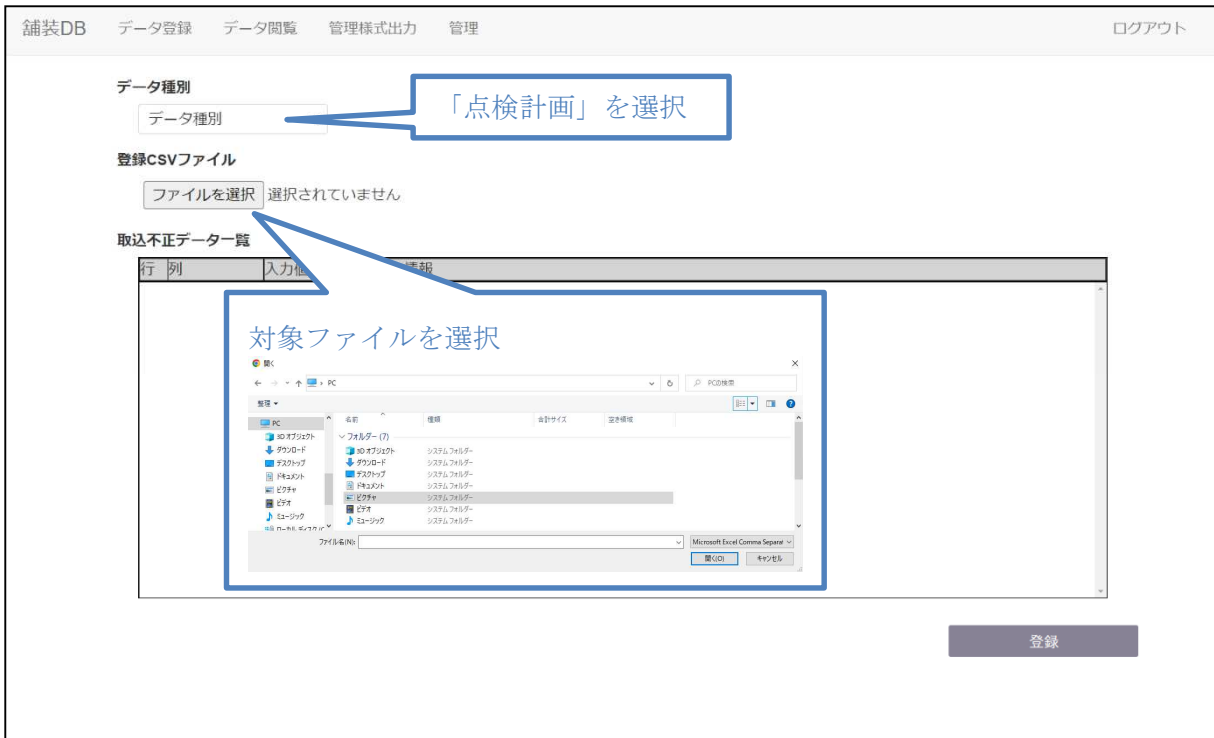 舗装DB データ登録 データ閲覧 管理様式出力 管理 ログアウト
データ種別
データ種別
「点検計画」を選択
登録CSVファイル
ファイルを選択 選択されていません
取込不正データ一覧
行 列 入力値 情報
対象ファイルを選択
開く
PC PCの検索
整理
名前 種類 合計サイズ 空き領域
PC
3D オブジェクト
ダウンロード
デスクトップ
ドキュメント
ピクチャ
ビデオ
ミュージック
ローカル ディスク (C
フォルダー (7)
3D オブジェクト システム フォルダー
ダウンロード システム フォルダー
デスクトップ システム フォルダー
ドキュメント システム フォルダー
ピクチャ システム フォルダー
ビデオ システム フォルダー
ミュージック システム フォルダー
ファイル名(N): Microsoft Excel Comma Separat
開く(O) キャンセル
登録